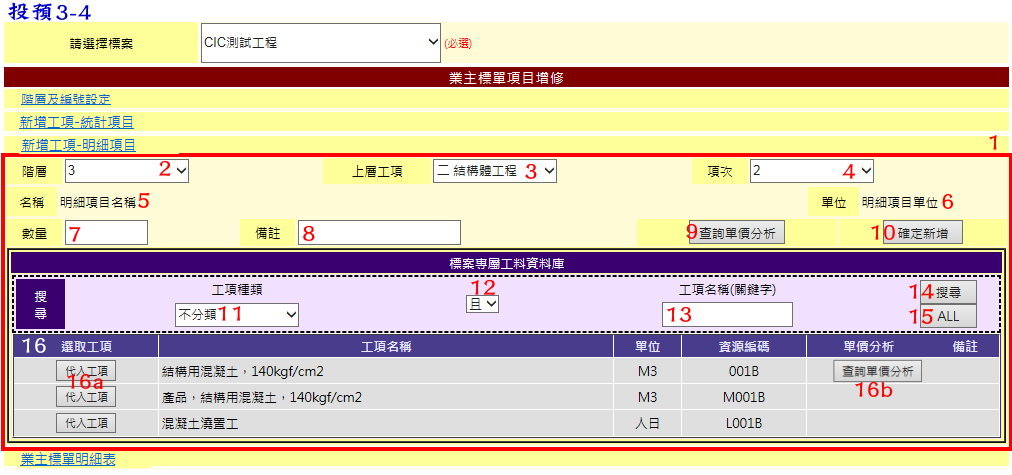 投預3-4
請選擇標案 CIC測試工程 (必選)
業主標單項目增修
階層及編號設定
新增工項-統計項目
新增工項-明細項目 1
階層 3 2 上層工項 二 結構體工程 3 項次 2 4
名稱 明細項目名稱5 單位 明細項目單位 6
數量 7 備註 8 9 查詢單價分析 10 確定新增
標案專屬工料資料庫
搜尋 工項種類 12 工項名稱(關鍵字) 14 搜尋
不分類 11 且 13 15 ALL
16 選取工項 工項名稱 單位 資源編碼 單價分析 備註
代入工項 結構用混凝土，140kgf/cm2 M3 001B 查詢單價分析
16a 16b
代入工項 產品，結構用混凝土，140kgf/cm2 M3 M001B
代入工項 混凝土澆置工 人日 L001B
業主標單明細表